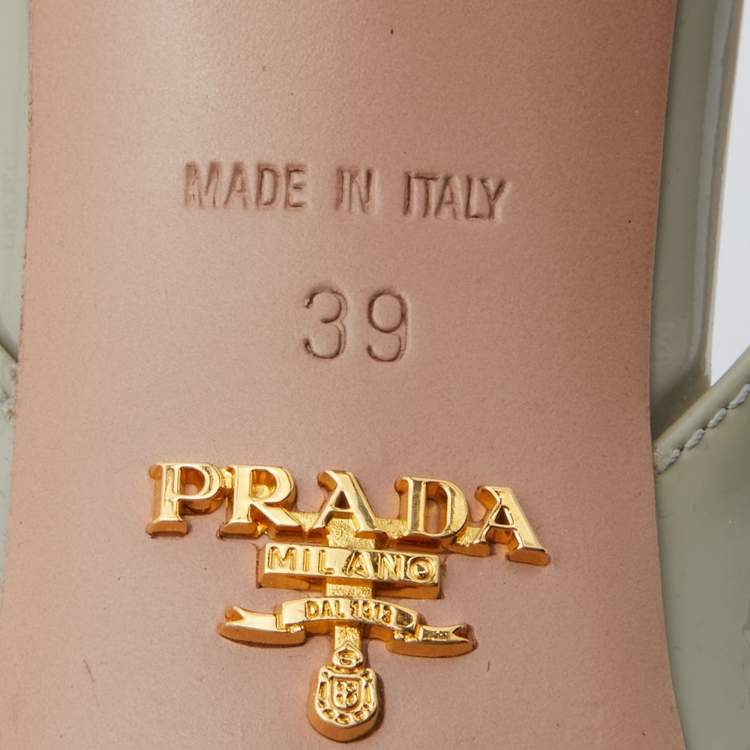 MADE IN ITALY
39
PRADA
MILANO
DAL 1913